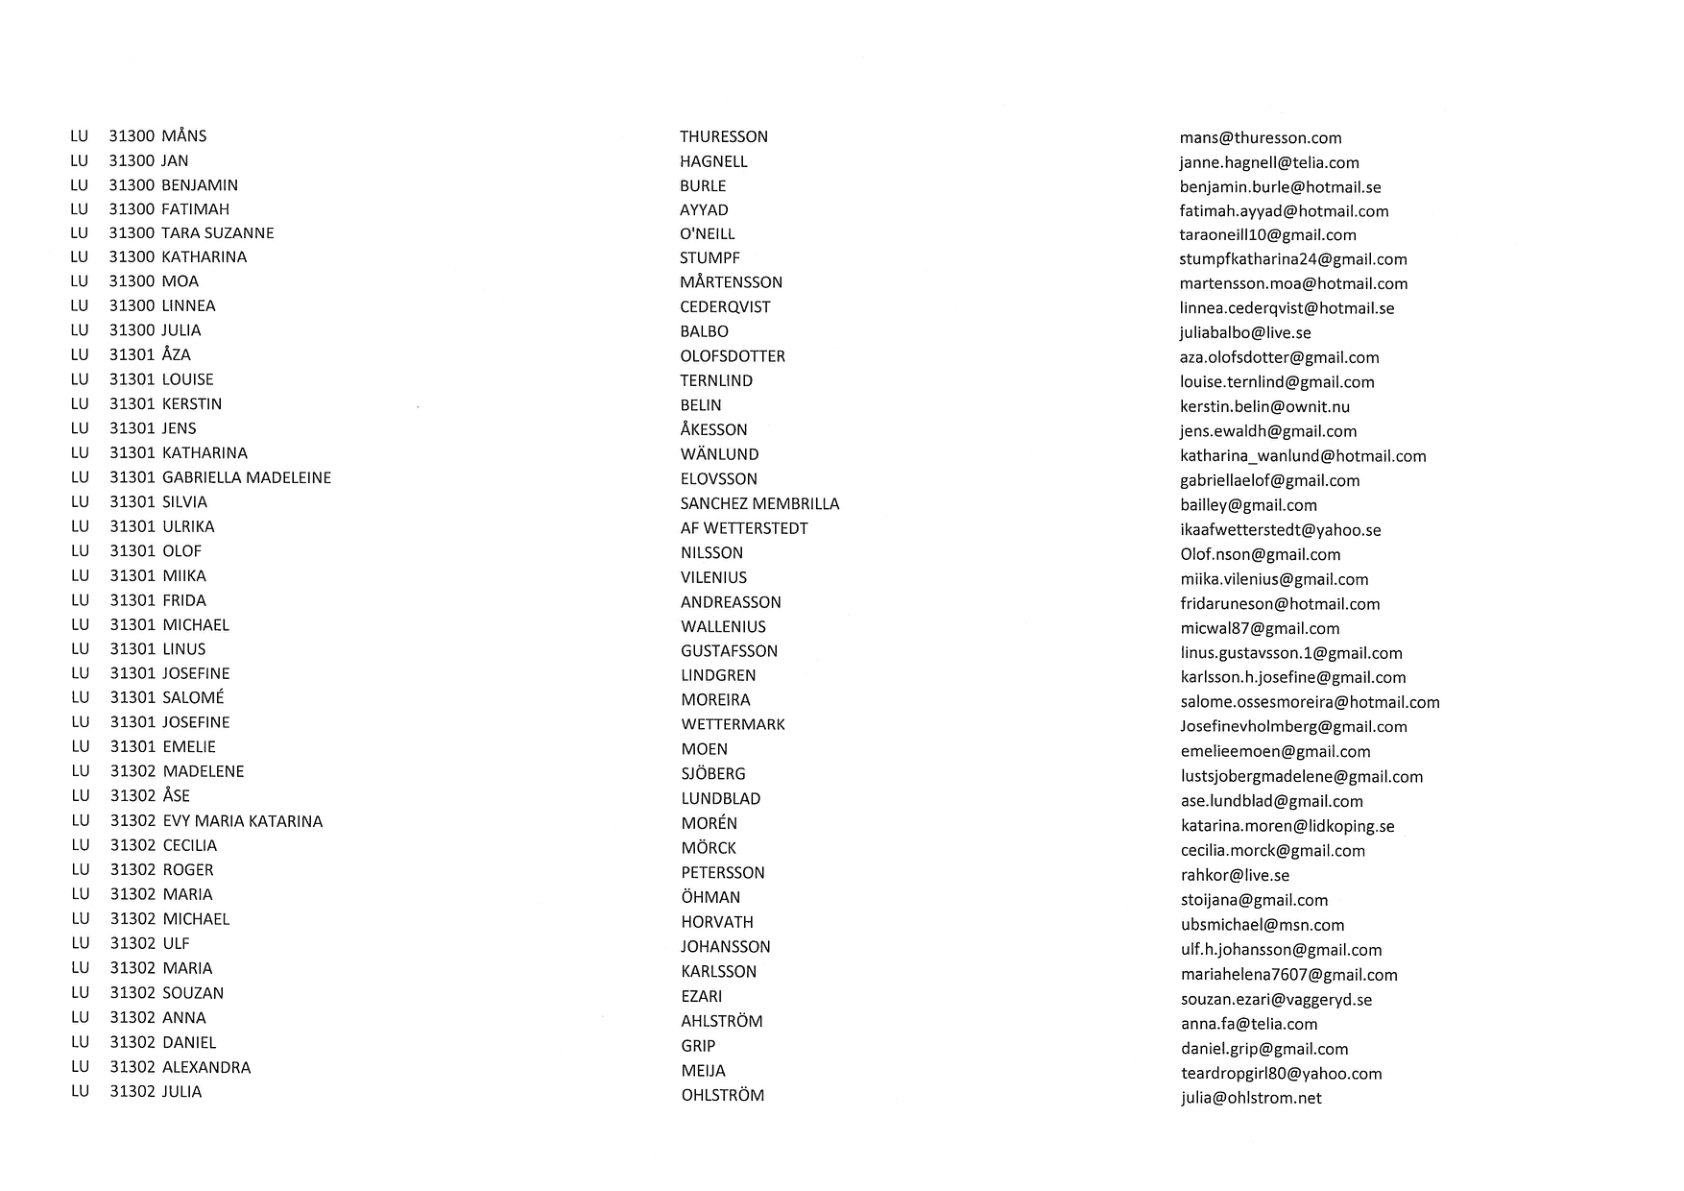 LU 31300 MÅNS THURESSON mans@thuresson.com
LU 31300 JAN HAGNELL janne.hagnell@telia.com
LU 31300 BENJAMIN BURLE benjamin.burle@hotmail.se
LU 31300 FATIMAH AYYAD fatimah.ayyad@hotmail.com
LU 31300 TARA SUZANNE O'NEILL taraoneill10@gmail.com
LU 31300 KATHARINA STUMPF stumpfkatharina24@gmail.com
LU 31300 MOA MÅRTENSSON martensson.moa@hotmail.com
LU 31300 LINNEA CEDERQVIST linnea.cederqvist@hotmail.se
LU 31300 JULIA BALBO juliabalbo@live.se
LU 31301 ÅZA OLOFSDOTTER aza.olofsdotter@gmail.com
LU 31301 LOUISE TERNLIND louise.ternlind@gmail.com
LU 31301 KERSTIN BELIN kerstin.belin@ownit.nu
LU 31301 JENS ÅKESSON jens.ewaldh@gmail.com
LU 31301 KATHARINA WÄNLUND katharina_wanlund@hotmail.com
LU 31301 GABRIELLA MADELEINE ELOVSSON gabriellaelof@gmail.com
LU 31301 SILVIA SANCHEZ MEMBRILLA bailley@gmail.com
LU 31301 ULRIKA AF WETTERSTEDT ikaafwetterstedt@yahoo.se
LU 31301 OLOF NILSSON Olof.nson@gmail.com
LU 31301 MIIKA VILENIUS miika.vilenius@gmail.com
LU 31301 FRIDA ANDREASSON fridaruneson@hotmail.com
LU 31301 MICHAEL WALLENIUS micwal87@gmail.com
LU 31301 LINUS GUSTAFSSON linus.gustavsson.1@gmail.com
LU 31301 JOSEFINE LINDGREN karlsson.h.josefine@gmail.com
LU 31301 SALOMÉ MOREIRA salome.ossesmoreira@hotmail.com
LU 31301 JOSEFINE WETTERMARK Josefinevholmberg@gmail.com
LU 31301 EMELIE MOEN emelieemoen@gmail.com
LU 31302 MADELENE SJÖBERG lustsjobergmadelene@gmail.com
LU 31302 ÅSE LUNDBLAD ase.lundblad@gmail.com
LU 31302 EVY MARIA KATARINA MORÉN katarina.moren@lidkoping.se
LU 31302 CECILIA MÖRCK cecilia.morck@gmail.com
LU 31302 ROGER PETERSSON rahkor@live.se
LU 31302 MARIA ÖHMAN stoijana@gmail.com
LU 31302 MICHAEL HORVATH ubsmichael@msn.com
LU 31302 ULF JOHANSSON ulf.h.johansson@gmail.com
LU 31302 MARIA KARLSSON mariahelena7607@gmail.com
LU 31302 SOUZAN EZARI souzan.ezari@vaggeryd.se
LU 31302 ANNA AHLSTRÖM anna.fa@telia.com
LU 31302 DANIEL GRIP daniel.grip@gmail.com
LU 31302 ALEXANDRA MEIJA teardropgirl80@yahoo.com
LU 31302 JULIA OHLSTRÖM julia@ohlstrom.net